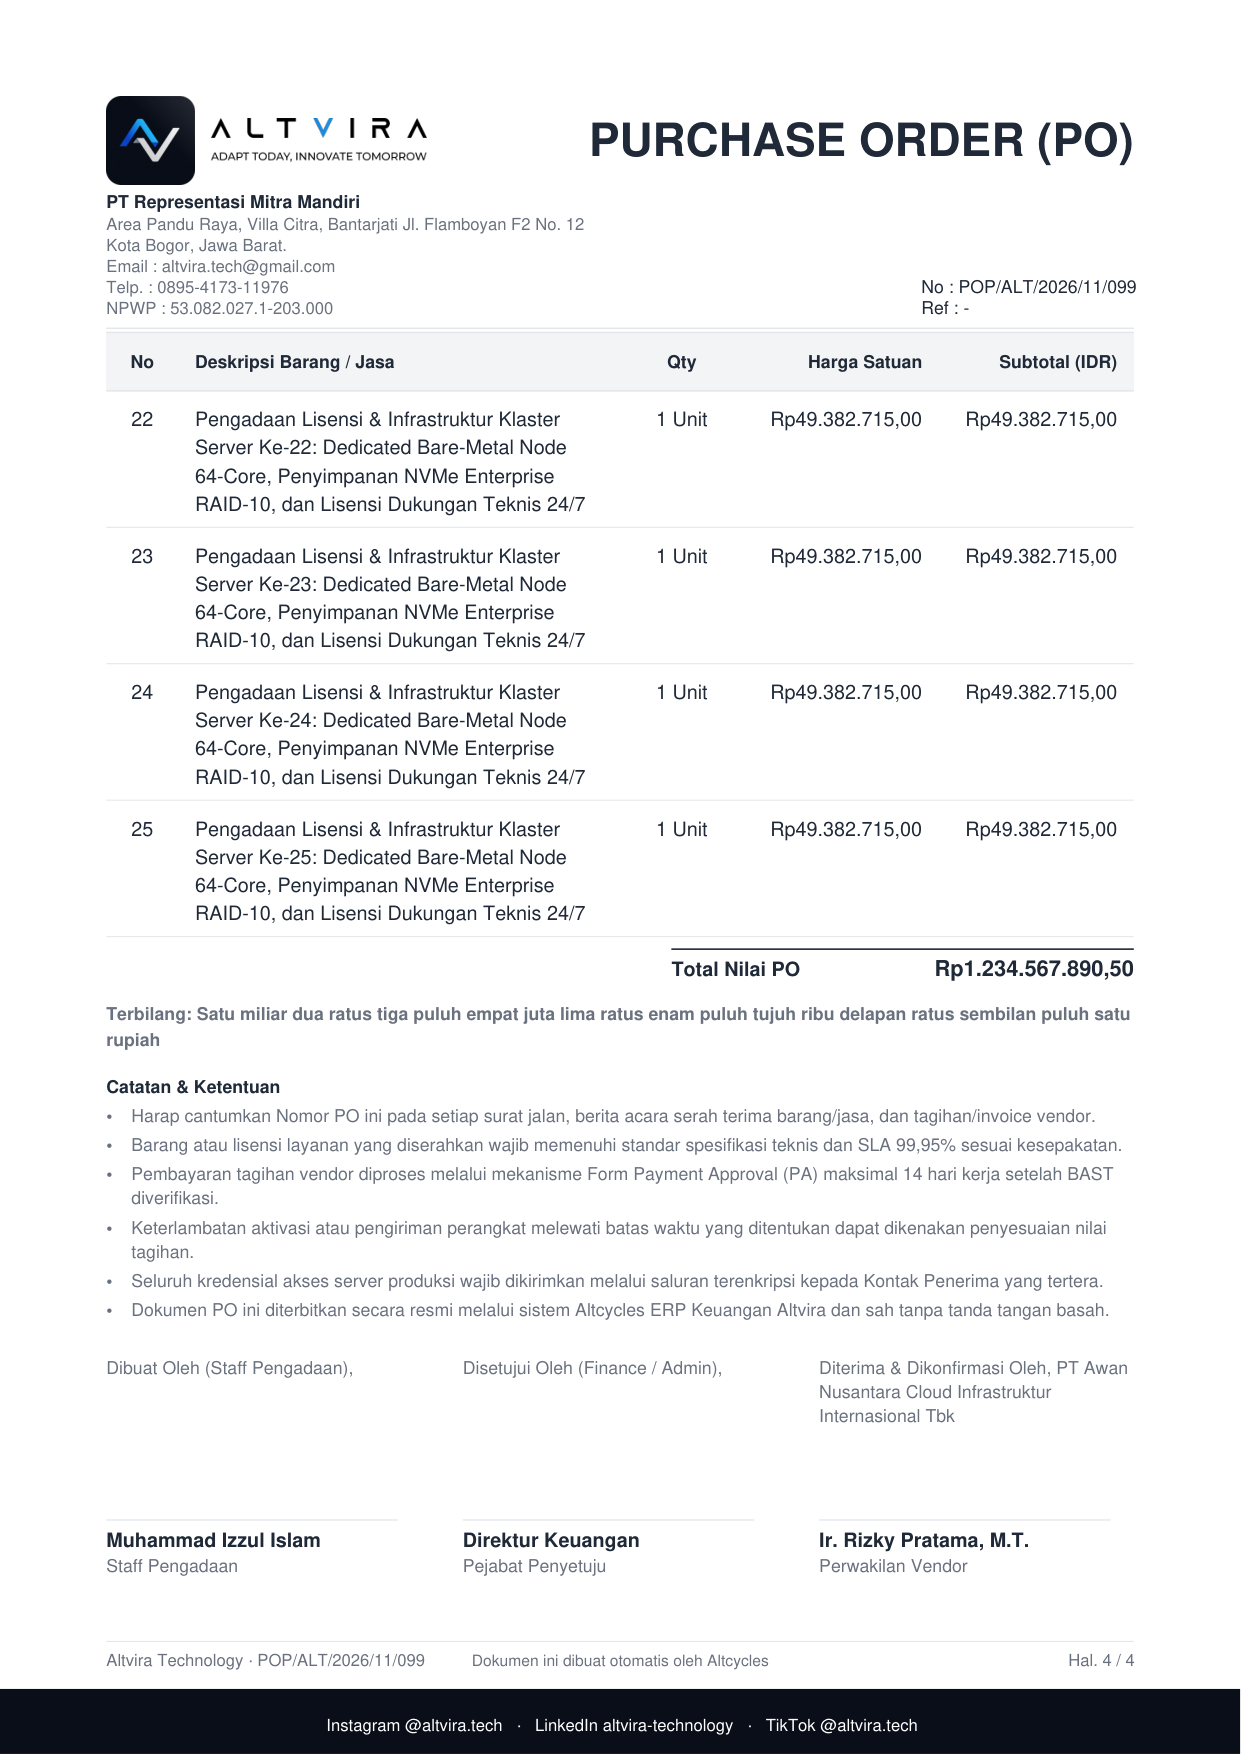 ALTVIRA
ADAPT TODAY, INNOVATE TOMORROW
PURCHASE ORDER (PO)
PT Representasi Mitra Mandiri
Area Pandu Raya, Villa Citra, Bantarjati Jl. Flamboyan F2 No. 12
Kota Bogor, Jawa Barat.
Email : altvira.tech@gmail.com
Telp. : 0895-4173-11976
NPWP : 53.082.027.1-203.000
No : POP/ALT/2026/11/099
Ref : -
No Deskripsi Barang / Jasa Qty Harga Satuan Subtotal (IDR)
22 Pengadaan Lisensi & Infrastruktur Klaster 1 Unit Rp49.382.715,00 Rp49.382.715,00
Server Ke-22: Dedicated Bare-Metal Node
64-Core, Penyimpanan NVMe Enterprise
RAID-10, dan Lisensi Dukungan Teknis 24/7
23 Pengadaan Lisensi & Infrastruktur Klaster 1 Unit Rp49.382.715,00 Rp49.382.715,00
Server Ke-23: Dedicated Bare-Metal Node
64-Core, Penyimpanan NVMe Enterprise
RAID-10, dan Lisensi Dukungan Teknis 24/7
24 Pengadaan Lisensi & Infrastruktur Klaster 1 Unit Rp49.382.715,00 Rp49.382.715,00
Server Ke-24: Dedicated Bare-Metal Node
64-Core, Penyimpanan NVMe Enterprise
RAID-10, dan Lisensi Dukungan Teknis 24/7
25 Pengadaan Lisensi & Infrastruktur Klaster 1 Unit Rp49.382.715,00 Rp49.382.715,00
Server Ke-25: Dedicated Bare-Metal Node
64-Core, Penyimpanan NVMe Enterprise
RAID-10, dan Lisensi Dukungan Teknis 24/7
Total Nilai PO Rp1.234.567.890,50
Terbilang: Satu miliar dua ratus tiga puluh empat juta lima ratus enam puluh tujuh ribu delapan ratus sembilan puluh satu
rupiah
Catatan & Ketentuan
• Harap cantumkan Nomor PO ini pada setiap surat jalan, berita acara serah terima barang/jasa, dan tagihan/invoice vendor.
• Barang atau lisensi layanan yang diserahkan wajib memenuhi standar spesifikasi teknis dan SLA 99,95% sesuai kesepakatan.
• Pembayaran tagihan vendor diproses melalui mekanisme Form Payment Approval (PA) maksimal 14 hari kerja setelah BAST
diverifikasi.
• Keterlambatan aktivasi atau pengiriman perangkat melewati batas waktu yang ditentukan dapat dikenakan penyesuaian nilai
tagihan.
• Seluruh kredensial akses server produksi wajib dikirimkan melalui saluran terenkripsi kepada Kontak Penerima yang tertera.
• Dokumen PO ini diterbitkan secara resmi melalui sistem Altcycles ERP Keuangan Altvira dan sah tanpa tanda tangan basah.
Dibuat Oleh (Staff Pengadaan), Disetujui Oleh (Finance / Admin), Diterima & Dikonfirmasi Oleh, PT Awan
Nusantara Cloud Infrastruktur
Internasional Tbk
Muhammad Izzul Islam Direktur Keuangan Ir. Rizky Pratama, M.T.
Staff Pengadaan Pejabat Penyetuju Perwakilan Vendor
Altvira Technology · POP/ALT/2026/11/099 Dokumen ini dibuat otomatis oleh Altcycles Hal. 4 / 4
Instagram @altvira.tech · LinkedIn altvira-technology · TikTok @altvira.tech